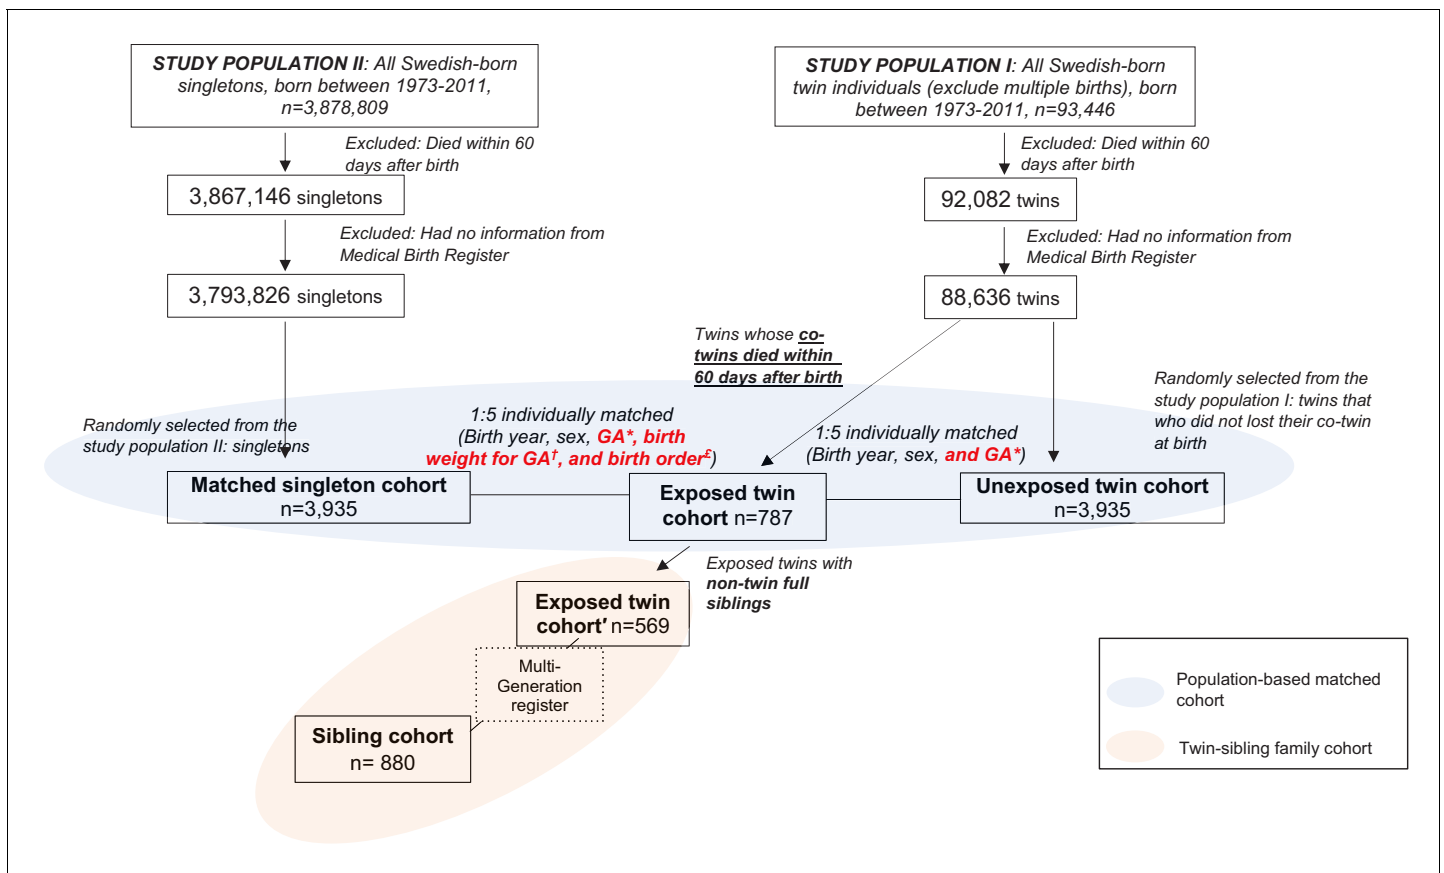 STUDY POPULATION II: All Swedish-born
singletons, born between 1973-2011,
n=3,878,809
Excluded: Died within 60
days after birth
3,867,146 singletons
Excluded: Had no information from
Medical Birth Register
3,793,826 singletons
Randomly selected from the
study population II: singletons
STUDY POPULATION I: All Swedish-born
twin individuals (exclude multiple births), born
between 1973-2011, n=93,446
Excluded: Died within 60
days after birth
92,082 twins
Excluded: Had no information from
Medical Birth Register
88,636 twins
Twins whose co-
twins died within
60 days after birth
Randomly selected from the
study population I: twins that
who did not lost their co-twin
at birth
1:5 individually matched
(Birth year, sex, GA*, birth
weight for GA†, and birth order£)
1:5 individually matched
(Birth year, sex, and GA*)
Matched singleton cohort
n=3,935
Exposed twin
cohort n=787
Unexposed twin cohort
n=3,935
Exposed twins with
non-twin full
siblings
Exposed twin
cohort′ n=569
Multi-
Generation
register
Sibling cohort
n= 880
Population-based matched
cohort
Twin-sibling family cohort